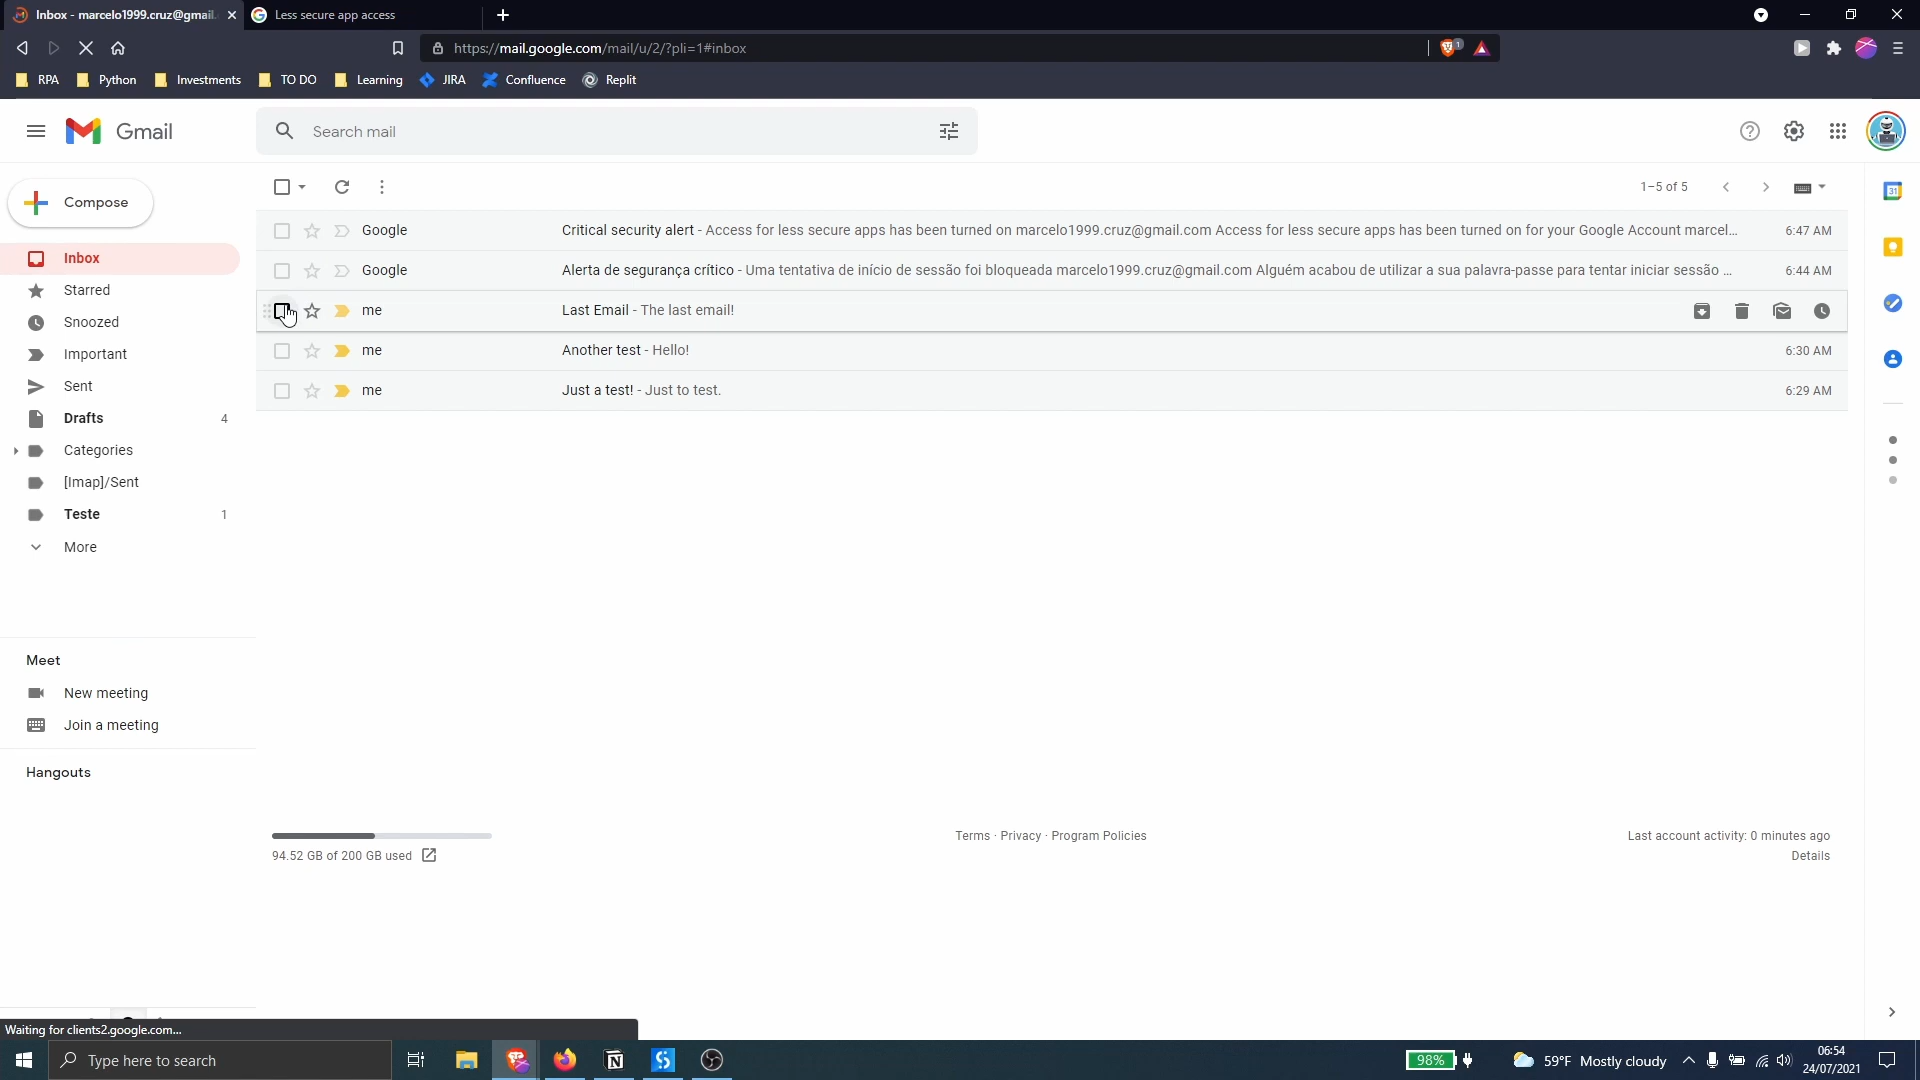 Inbox - marcelo1999.cruz@gmail.
Less secure app access
https://mail.google.com/mail/u/2/?pli=1#inbox
1
RPA
Python
Investments
TO DO
Learning
JIRA
Confluence
Replit
Gmail
Search mail
Compose
1–5 of 5
31
Google
Critical security alert - Access for less secure apps has been turned on marcelo1999.cruz@gmail.com Access for less secure apps has been turned on for your Google Account marcel...
6:47 AM
Google
Alerta de segurança crítico - Uma tentativa de início de sessão foi bloqueada marcelo1999.cruz@gmail.com Alguém acabou de utilizar a sua palavra-passe para tentar iniciar sessão ...
6:44 AM
me
Last Email - The last email!
me
Another test - Hello!
6:30 AM
me
Just a test! - Just to test.
6:29 AM
Inbox
Starred
Snoozed
Important
Sent
Drafts
4
Categories
[Imap]/Sent
Teste
1
More
Meet
New meeting
Join a meeting
Hangouts
94.52 GB of 200 GB used
Terms · Privacy · Program Policies
Last account activity: 0 minutes ago
Details
Waiting for clients2.google.com...
Type here to search
98%
59°F Mostly cloudy
06:54
24/07/2021